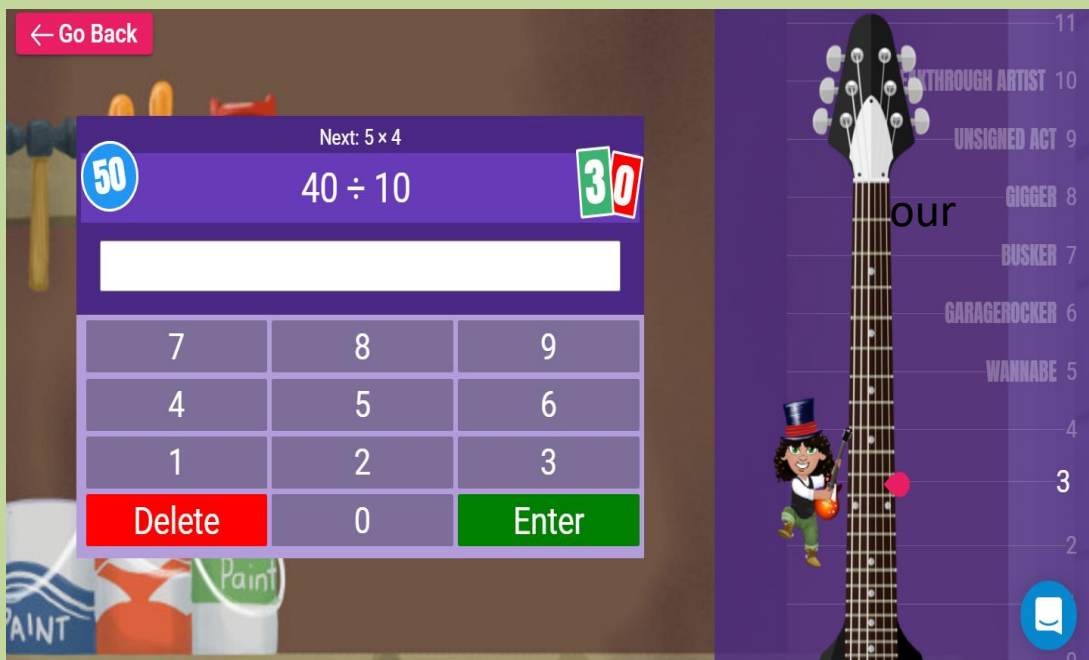 ← Go Back
Next: 5 × 4
50
40 ÷ 10
30
7 8 9
4 5 6
1 2 3
Delete 0 Enter
Paint
PAINT
11
KTHROUGH ARTIST 10
UNSIGNED ACT 9
our
GIGGER 8
BUSKER 7
GARAGEROCKER 6
WANNABE 5
4
3
2